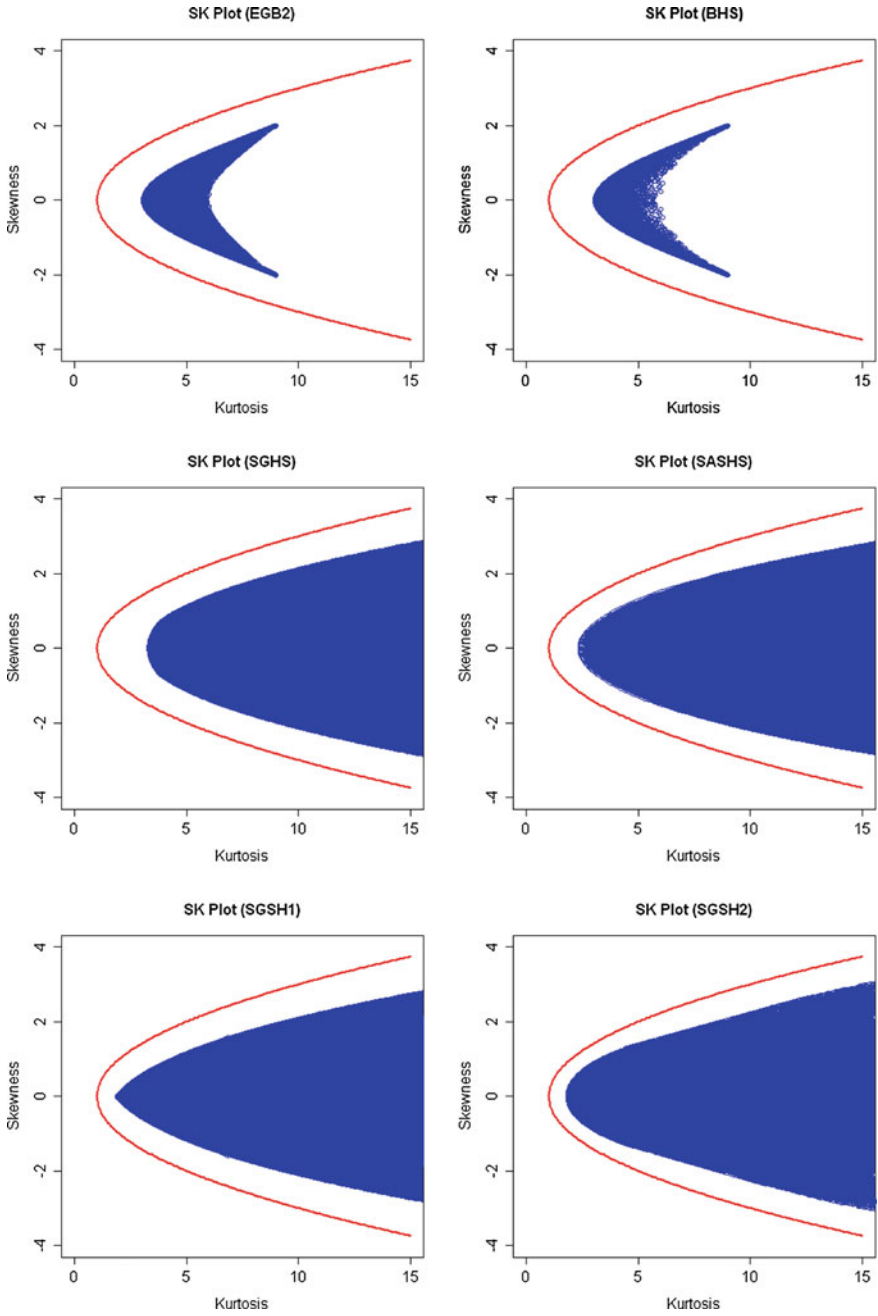 SK Plot (EGB2)
4
2
0
-2
-4
Skewness
0 5 10 15
Kurtosis
SK Plot (BHS)
4
2
0
-2
-4
Skewness
0 5 10 15
Kurtosis
SK Plot (SGHS)
4
2
0
-2
-4
Skewness
0 5 10 15
Kurtosis
SK Plot (SASHS)
4
2
0
-2
-4
Skewness
0 5 10 15
Kurtosis
SK Plot (SGSH1)
4
2
0
-2
-4
Skewness
0 5 10 15
Kurtosis
SK Plot (SGSH2)
4
2
0
-2
-4
Skewness
0 5 10 15
Kurtosis